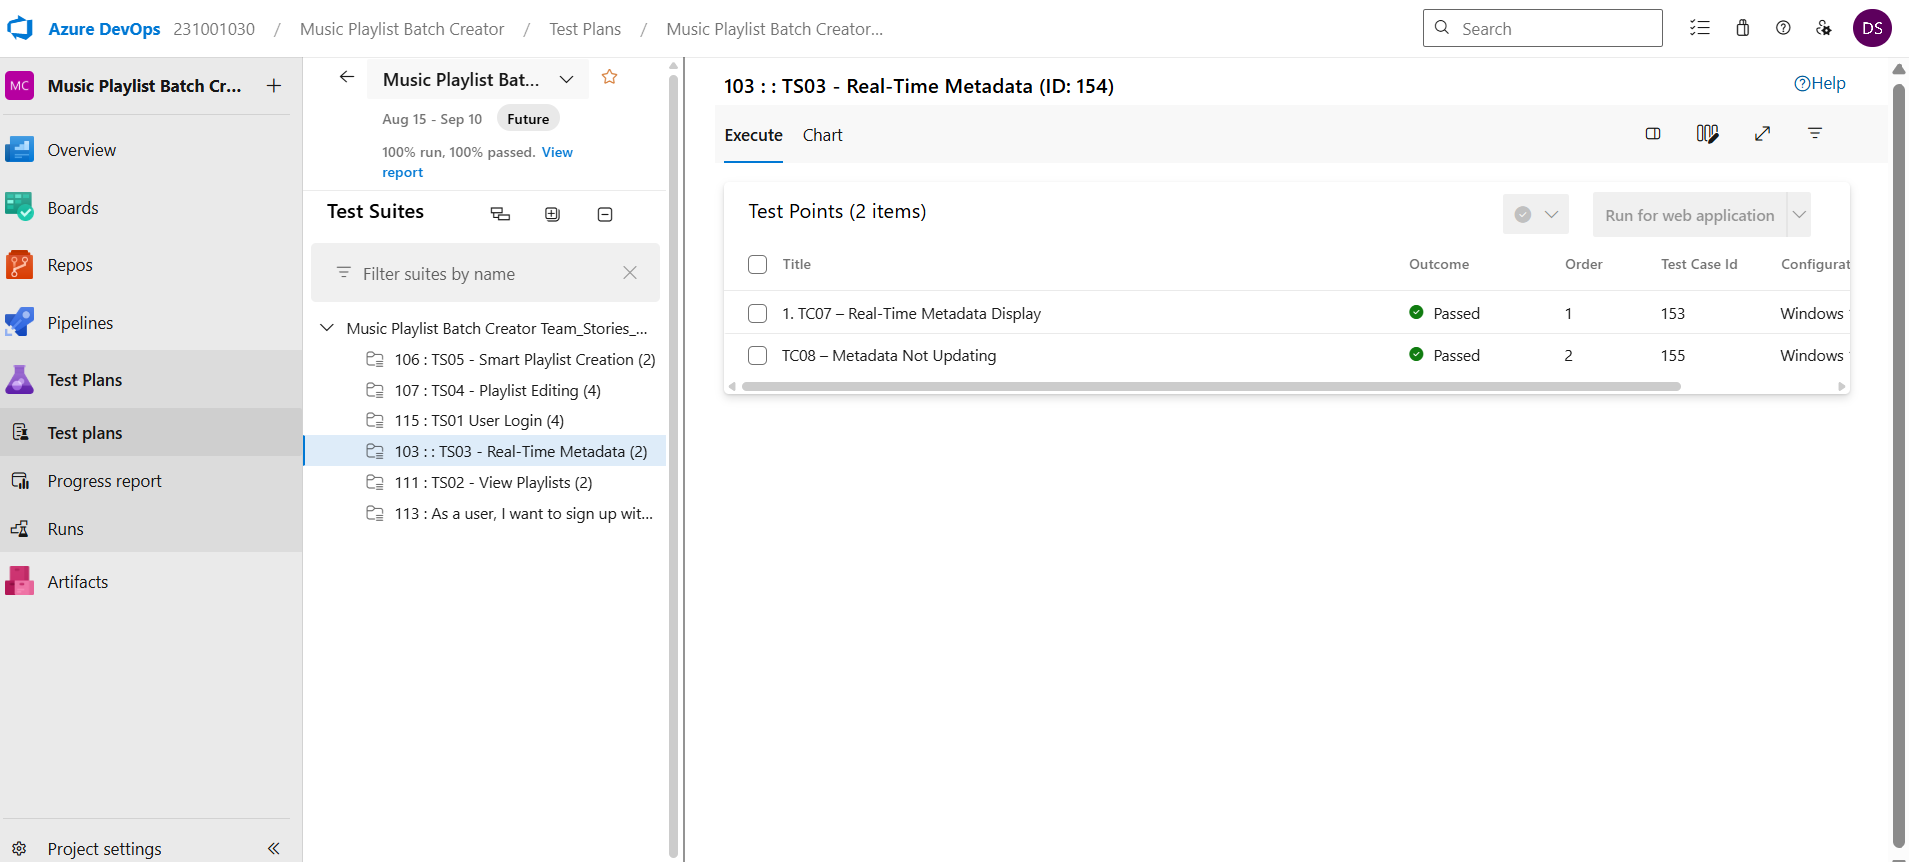 Azure DevOps 231001030 / Music Playlist Batch Creator / Test Plans / Music Playlist Batch Creator...
Search
DS
MC Music Playlist Batch Cr... +
Overview
Boards
Repos
Pipelines
Test Plans
Test plans
Progress report
Runs
Artifacts
Project settings
Music Playlist Bat...
Aug 15 - Sep 10 Future
100% run, 100% passed. View
report
Test Suites
Filter suites by name
Music Playlist Batch Creator Team_Stories_...
106 : TS05 - Smart Playlist Creation (2)
107 : TS04 - Playlist Editing (4)
115 : TS01 User Login (4)
103 : : TS03 - Real-Time Metadata (2)
111 : TS02 - View Playlists (2)
113 : As a user, I want to sign up wit...
103 : : TS03 - Real-Time Metadata (ID: 154)
Help
Execute Chart
Test Points (2 items)
Run for web application
Title Outcome Order Test Case Id Configurat
1. TC07 – Real-Time Metadata Display Passed 1 153 Windows
TC08 – Metadata Not Updating Passed 2 155 Windows